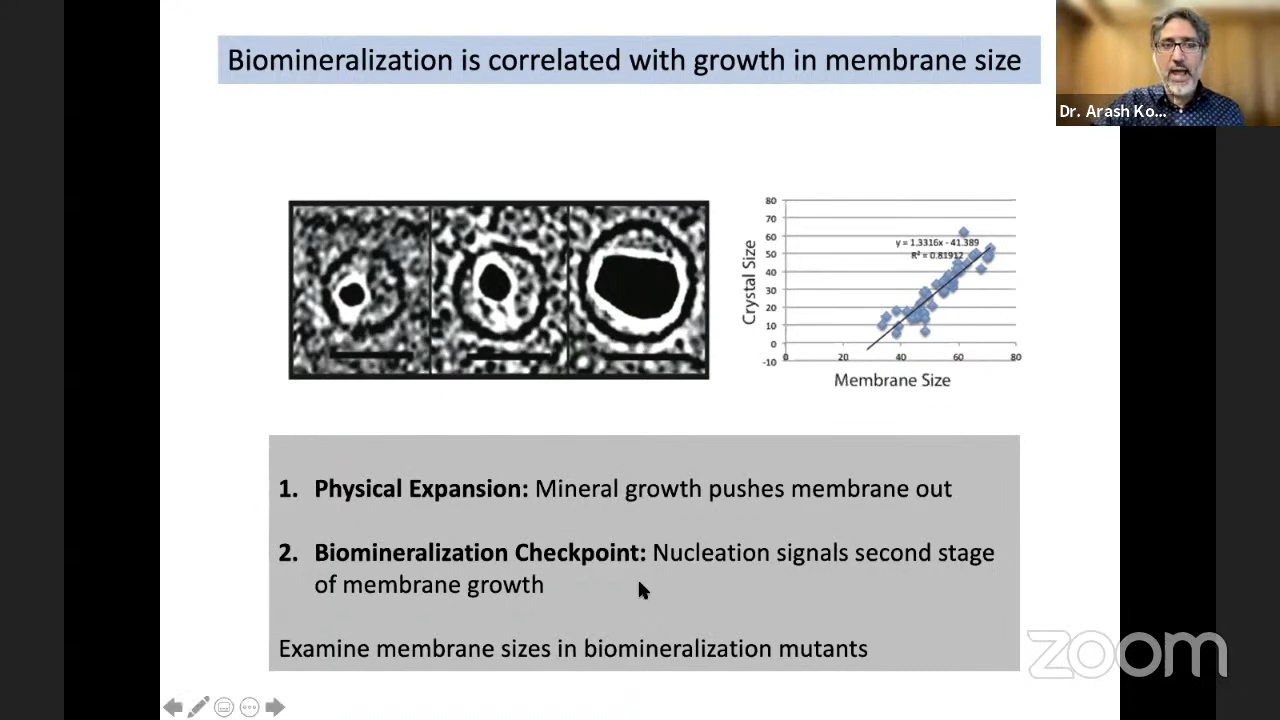 Biomineralization is correlated with growth in membrane size
Dr. Arash Ko...
80
70
60
50
40
30
20
10
0
-10
Crystal Size
y = 1.3316x - 41.389
R² = 0.81912
0
20
40
60
80
Membrane Size
1. Physical Expansion: Mineral growth pushes membrane out
2. Biomineralization Checkpoint: Nucleation signals second stage
of membrane growth
Examine membrane sizes in biomineralization mutants
zoom